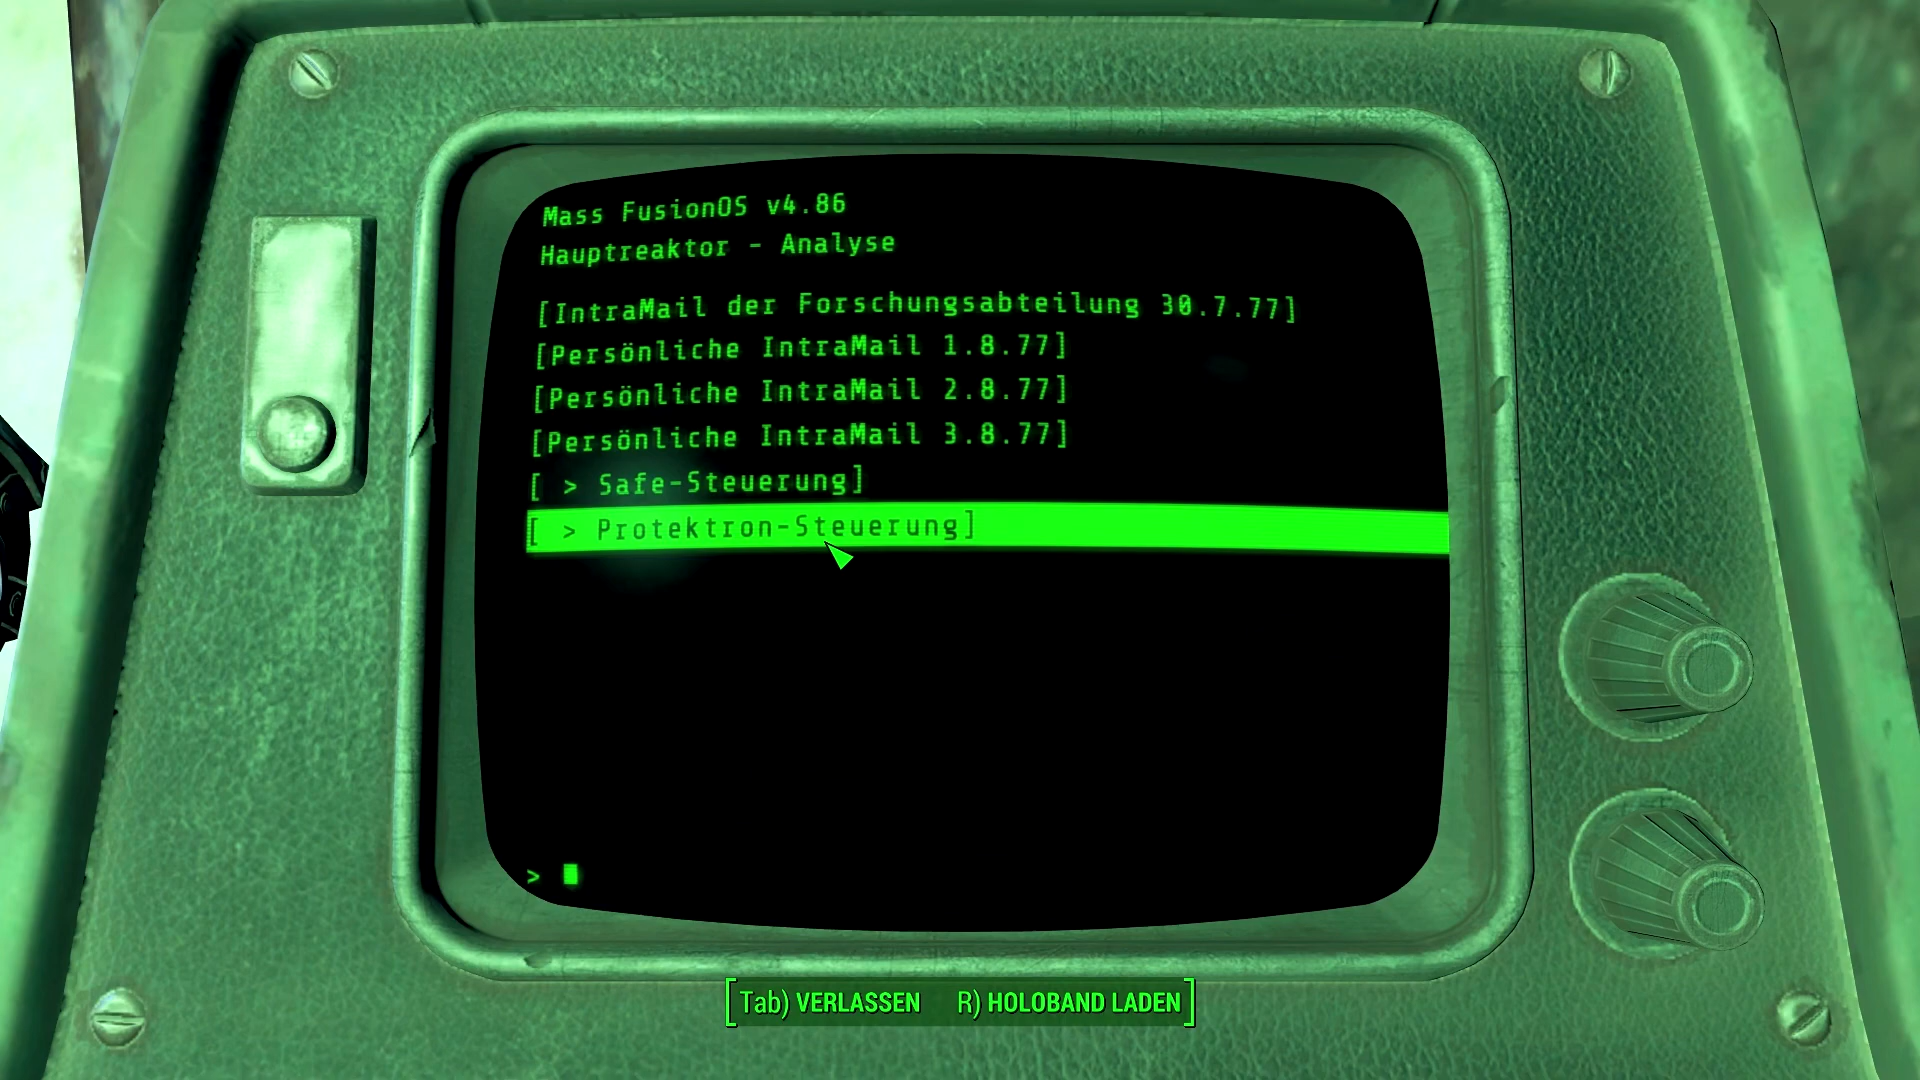 Mass FusionOS v4.86
Hauptreaktor - Analyse
[IntraMail der Forschungsabteilung 30.7.77]
[Persönliche IntraMail 1.8.77]
[Persönliche IntraMail 2.8.77]
[Persönliche IntraMail 3.8.77]
[ > Safe-Steuerung]
[ > Protektron-Steuerung]
>
[Tab) VERLASSEN R) HOLOBAND LADEN]